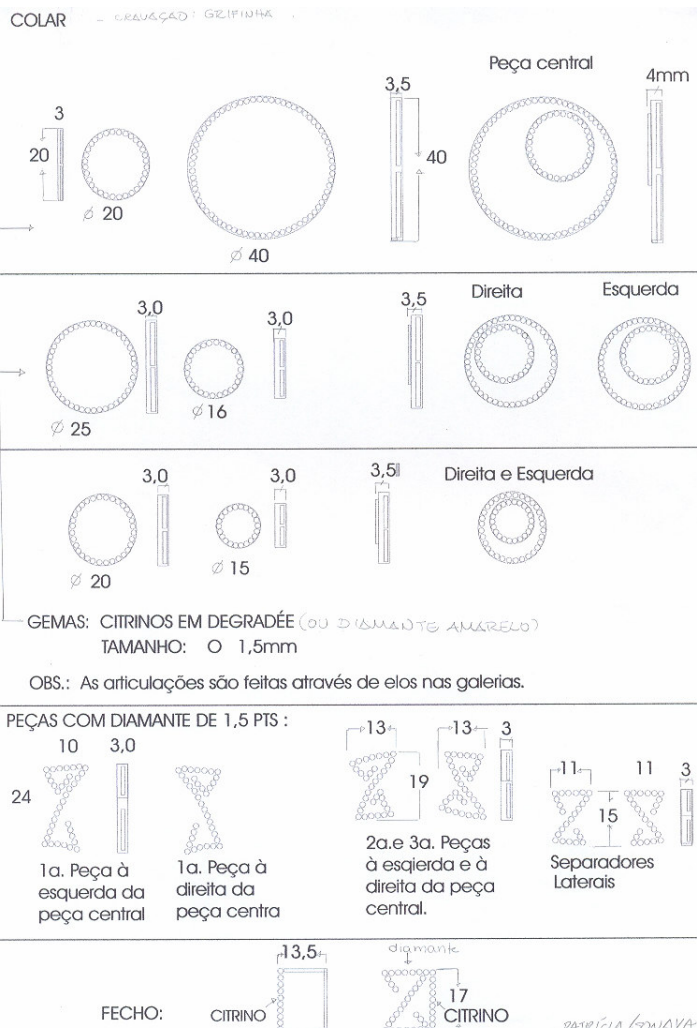 COLAR - CRAVAÇÃO: GRIFINHA
Peça central
3,5
4mm
3
20
40
Ø 20
Ø 40
Direita
Esquerda
3,0
3,5
3,0
Ø 16
Ø 25
3,0
3,0
3,5
Direita e Esquerda
Ø 15
Ø 20
GEMAS: CITRINOS EM DEGRADÉE (OU DIAMANTE AMARELO)
TAMANHO: O 1,5mm
OBS.: As articulações são feitas através de elos nas galerias.
PEÇAS COM DIAMANTE DE 1,5 PTS :
10
3,0
24
1a. Peça à
esquerda da
peça central
1a. Peça à
direita da
peça centra
13
13
3
19
2a.e 3a. Peças
à esqierda e à
direita da peça
central.
11
11
3
15
Separadores
Laterais
13,5
diamante
17
FECHO:
CITRINO
CITRINO